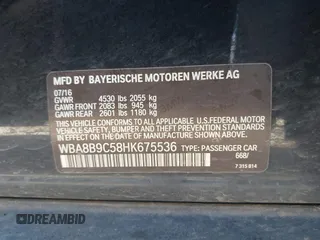 MFD BY BAYERISCHE MOTOREN WERKE AG
07/16
GVWR 4530 lbs 2055 kg
GAWR FRONT 2083 lbs 945 kg
GAWR REAR 2601 lbs 1180 kg
THIS VEHICLE CONFORMS TO ALL APPLICABLE U.S. FEDERAL MOTOR
VEHICLE SAFETY, BUMPER, AND THEFT PREVENTION STANDARDS IN
EFFECT ON THE DATE OF MANUFACTURE SHOWN ABOVE.
WBA8B9C58HK675536 TYPE: PASSENGER CAR
668/
7 315 814
DREAMBID